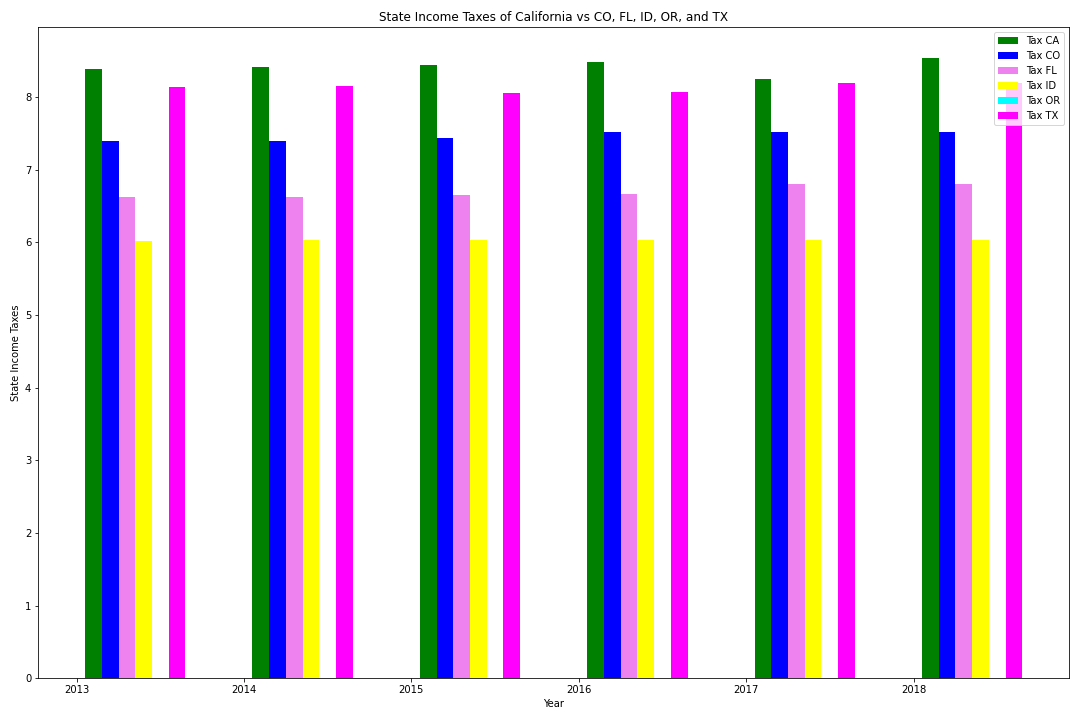 State Income Taxes of California vs CO, FL, ID, OR, and TX
Tax CA
Tax CO
Tax FL
Tax ID
Tax OR
Tax TX
State Income Taxes
8
7
6
5
4
3
2
1
0
2013 2014 2015 2016 2017 2018
Year